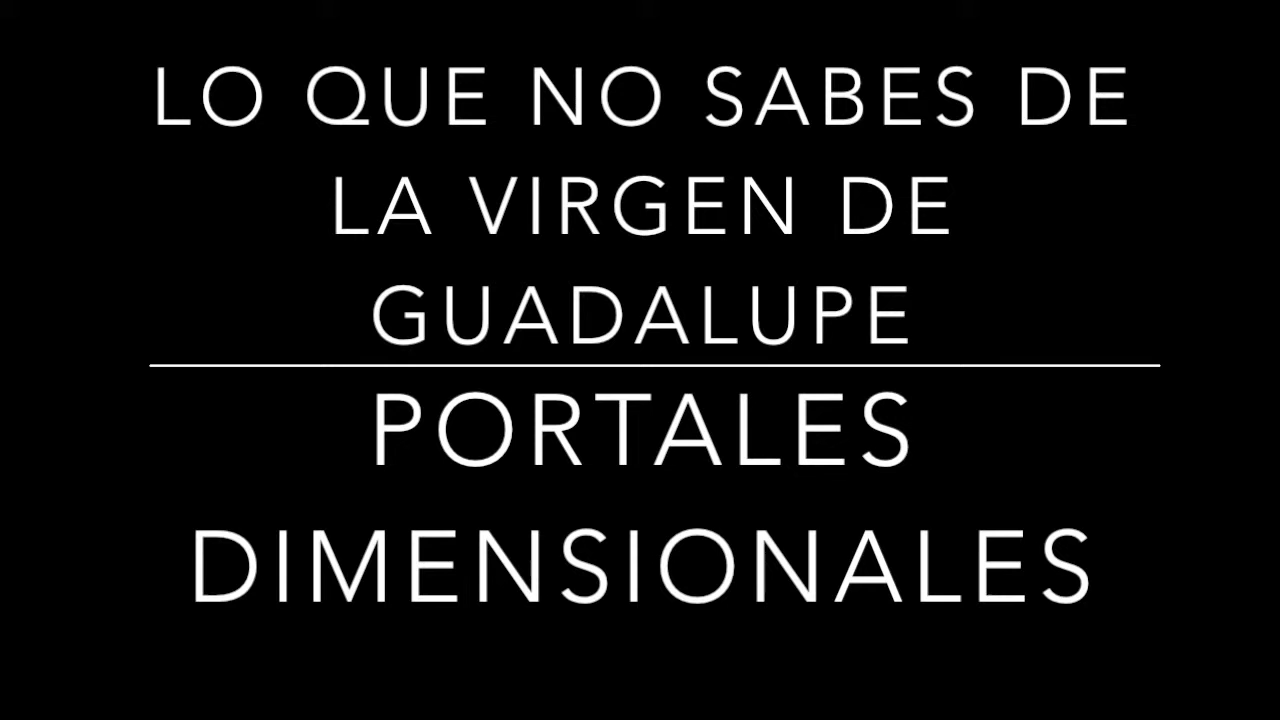 LO QUE NO SABES DE
LA VIRGEN DE
GUADALUPE
PORTALES
DIMENSIONALES